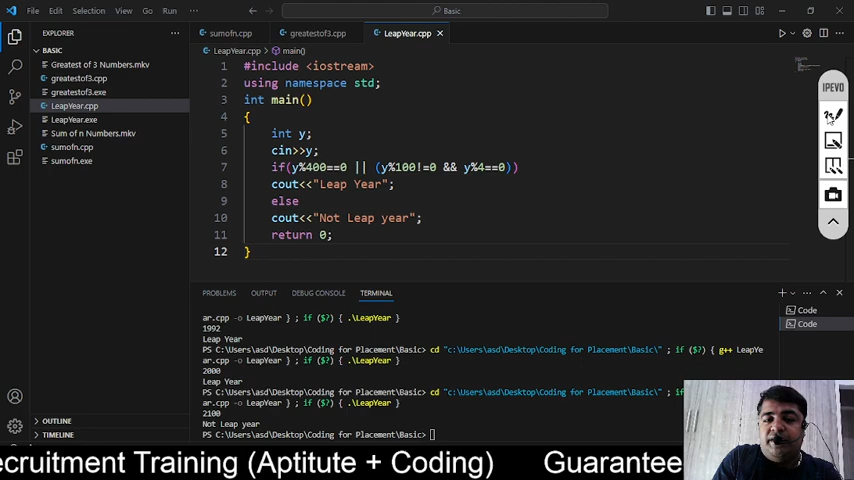 File Edit Selection View Go Run ... Basic
EXPLORER ...
BASIC
Greatest of 3 Numbers.mkv
greatestof3.cpp
greatestof3.exe
LeapYear.cpp
LeapYear.exe
Sum of n Numbers.mkv
sumofn.cpp
sumofn.exe
OUTLINE
TIMELINE
sumofn.cpp greatestof3.cpp LeapYear.cpp
LeapYear.cpp > main()
1 #include <iostream>
2 using namespace std;
3 int main()
4 {
5 int y;
6 cin>>y;
7 if(y%400==0 || (y%100!=0 && y%4==0))
8 cout<<"Leap Year";
9 else
10 cout<<"Not Leap year";
11 return 0;
12 }
IPEVO
PROBLEMS OUTPUT DEBUG CONSOLE TERMINAL
Code
Code
ar.cpp -o LeapYear } ; if ($?) { .\LeapYear }
1992
Leap Year
PS C:\Users\asd\Desktop\Coding for Placement\Basic> cd "c:\Users\asd\Desktop\Coding for Placement\Basic\" ; if ($?) { g++ LeapYe
ar.cpp -o LeapYear } ; if ($?) { .\LeapYear }
2000
Leap Year
PS C:\Users\asd\Desktop\Coding for Placement\Basic> cd "c:\Users\asd\Desktop\Coding for Placement\Basic\" ; if
ar.cpp -o LeapYear } ; if ($?) { .\LeapYear }
2100
Not Leap year
PS C:\Users\asd\Desktop\Coding for Placement\Basic>
ecruitment Training (Aptitute + Coding) Guarantee